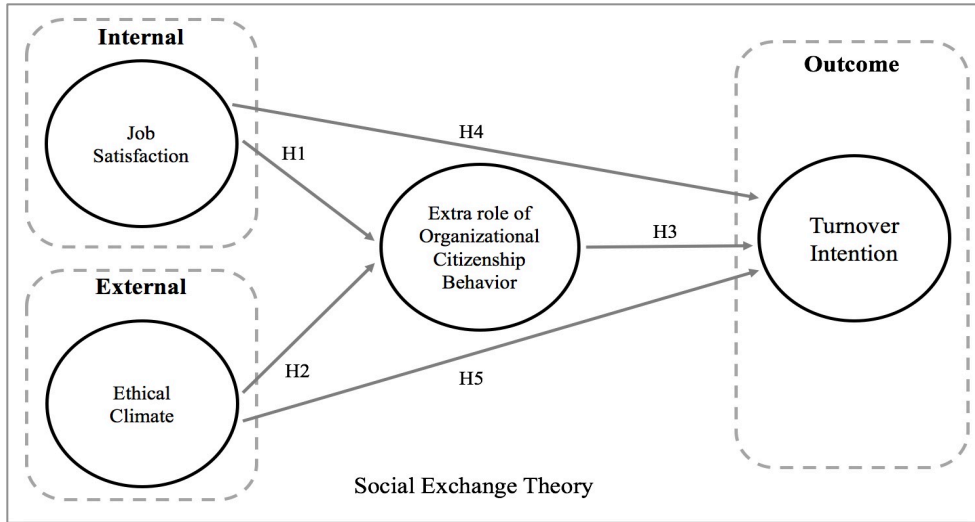 Internal
Job
Satisfaction
H1
H4
Extra role of
Organizational
Citizenship
Behavior
H3
Outcome
Turnover
Intention
External
Ethical
Climate
H2
H5
Social Exchange Theory